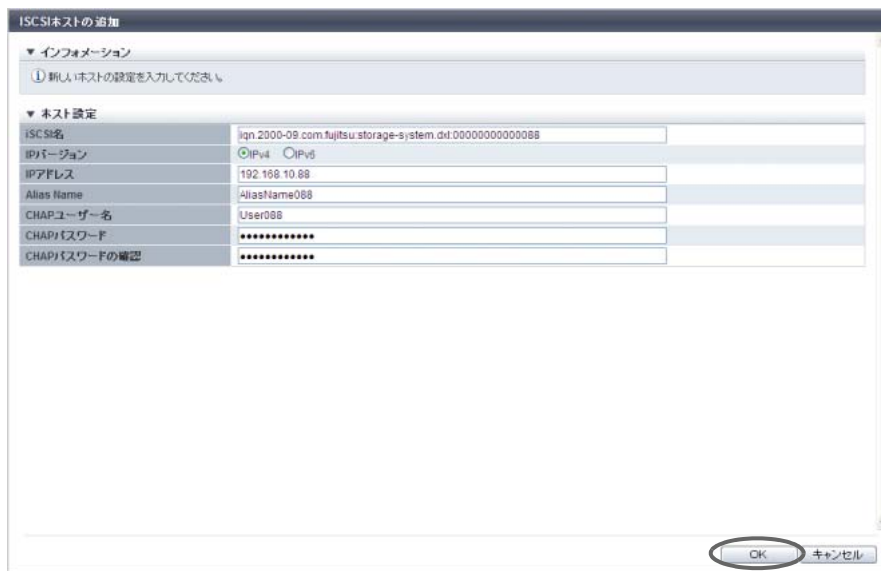 iSCSIホストの追加
▼ インフォメーション
新しいホストの設定を入力してください。
▼ ホスト設定
iSCSI名 iqn.2000-09.com.fujitsu:storage-system.dxl:00000000000088
IPバージョン IPv4 IPv6
IPアドレス 192.168.10.88
Alias Name AliasName088
CHAPユーザー名 User088
CHAPパスワード ●●●●●●●●●●●●
CHAPパスワードの確認 ●●●●●●●●●●●●
OK キャンセル